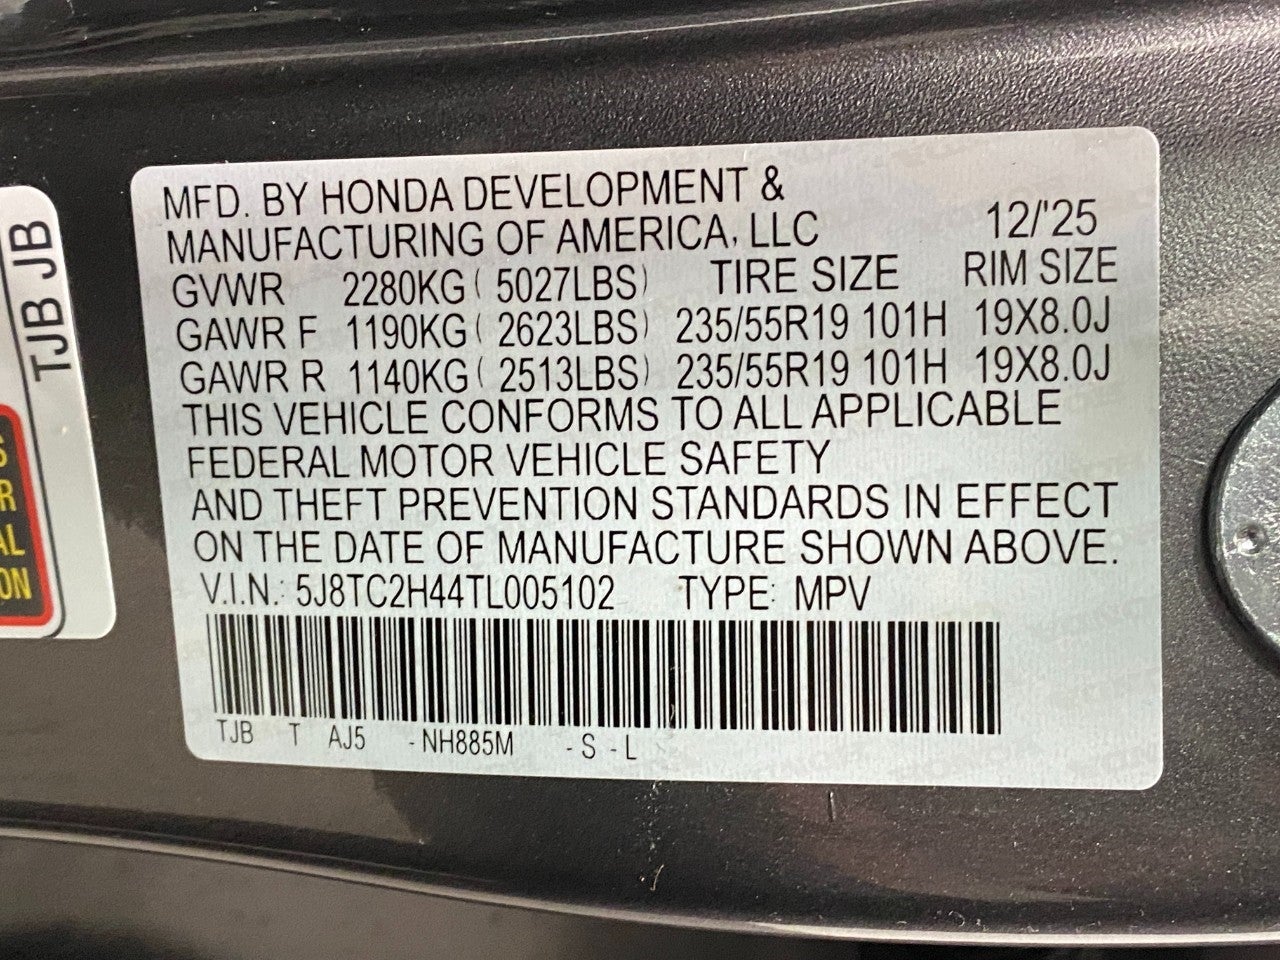 MFD. BY HONDA DEVELOPMENT &
MANUFACTURING OF AMERICA, LLC 12/'25
GVWR 2280KG ( 5027LBS) TIRE SIZE RIM SIZE
GAWR F 1190KG ( 2623LBS) 235/55R19 101H 19X8.0J
GAWR R 1140KG ( 2513LBS) 235/55R19 101H 19X8.0J
THIS VEHICLE CONFORMS TO ALL APPLICABLE
FEDERAL MOTOR VEHICLE SAFETY
AND THEFT PREVENTION STANDARDS IN EFFECT
ON THE DATE OF MANUFACTURE SHOWN ABOVE.
V.I.N.: 5J8TC2H44TL005102 TYPE: MPV
TJB T AJ5 -NH885M -S -L
TJB JB
S
R
AL
ON